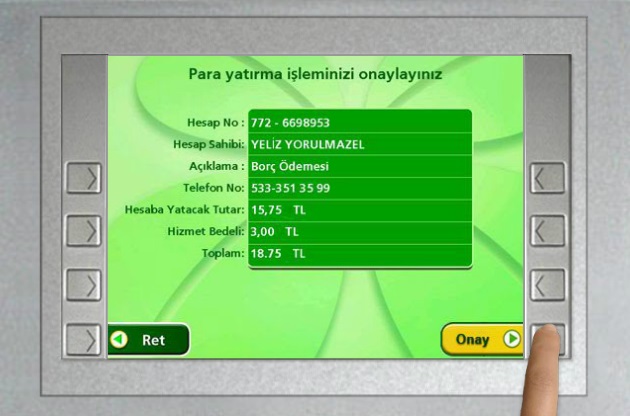 Para yatırma işleminizi onaylayınız
Hesap No : 772 - 6698953
Hesap Sahibi: YELİZ YORULMAZEL
Açıklama : Borç Ödemesi
Telefon No: 533-351 35 99
Hesaba Yatacak Tutar: 15,75 TL
Hizmet Bedeli: 3,00 TL
Toplam: 18.75 TL
Ret
Onay